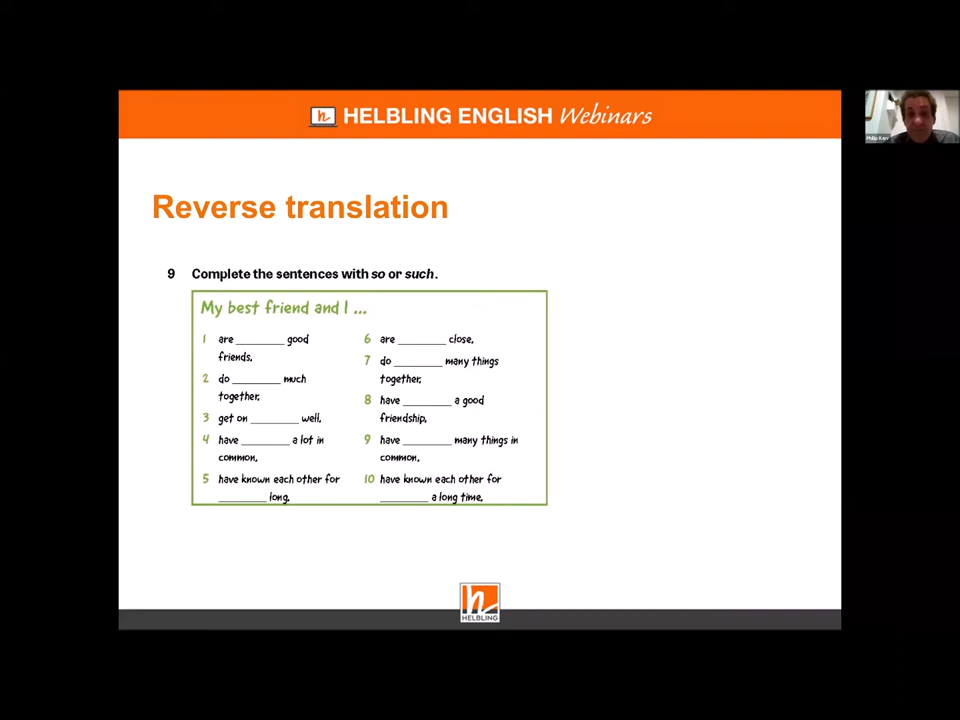 HELBLING ENGLISH Webinars
Philip Kerr
Reverse translation
9 Complete the sentences with so or such.
My best friend and I ...
1 are ________ good
friends.
2 do ________ much
together.
3 get on ________ well.
4 have ________ a lot in
common.
5 have known each other for
________ long.
6 are ________ close.
7 do ________ many things
together.
8 have ________ a good
friendship.
9 have ________ many things in
common.
10 have known each other for
________ a long time.
h
HELBLING